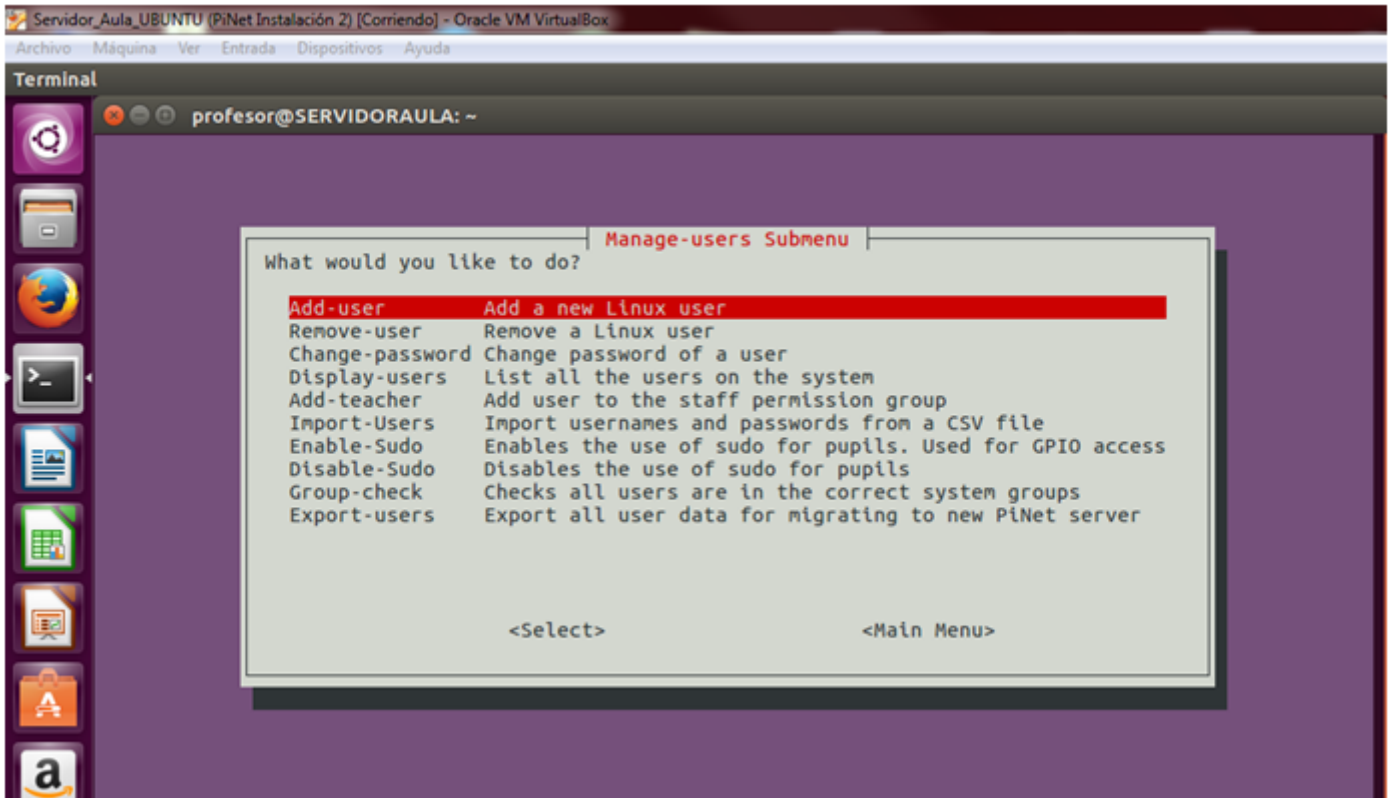 Servidor_Aula_UBUNTU (PiNet Instalación 2) [Corriendo] - Oracle VM VirtualBox
Archivo Máquina Ver Entrada Dispositivos Ayuda
Terminal
profesor@SERVIDORAULA: ~
Manage-users Submenu
What would you like to do?
Add-user Add a new Linux user
Remove-user Remove a Linux user
Change-password Change password of a user
Display-users List all the users on the system
Add-teacher Add user to the staff permission group
Import-Users Import usernames and passwords from a CSV file
Enable-Sudo Enables the use of sudo for pupils. Used for GPIO access
Disable-Sudo Disables the use of sudo for pupils
Group-check Checks all users are in the correct system groups
Export-users Export all user data for migrating to new PiNet server
<Select> <Main Menu>